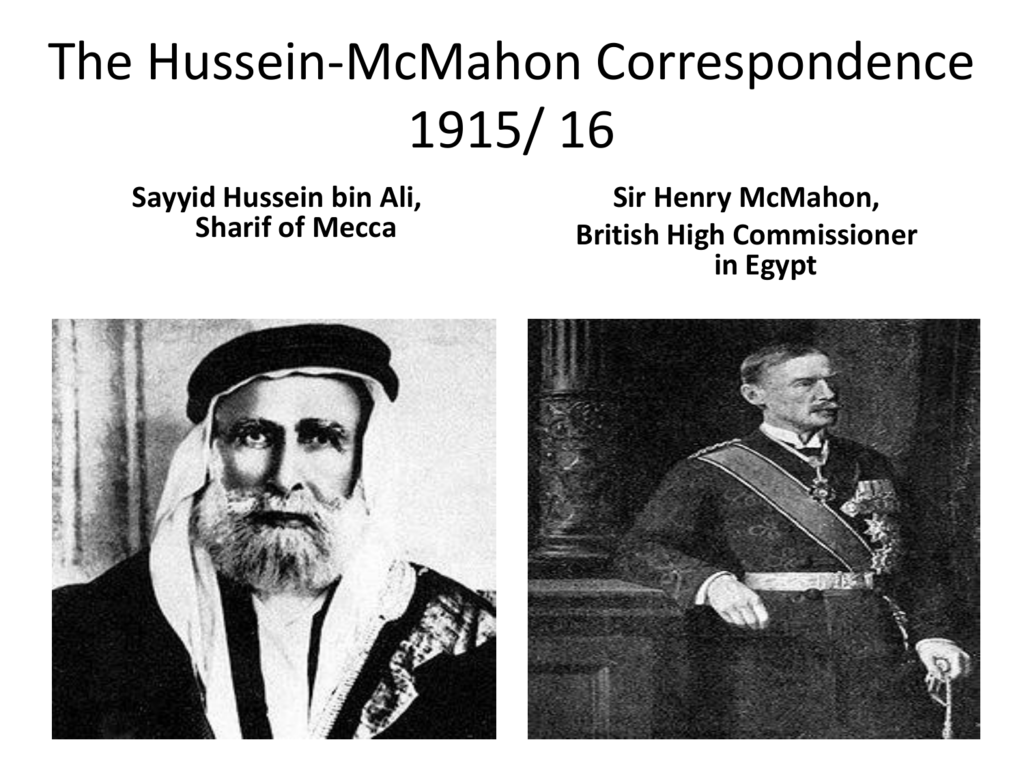 The Hussein-McMahon Correspondence
1915/ 16
Sayyid Hussein bin Ali,
Sharif of Mecca
Sir Henry McMahon,
British High Commissioner
in Egypt